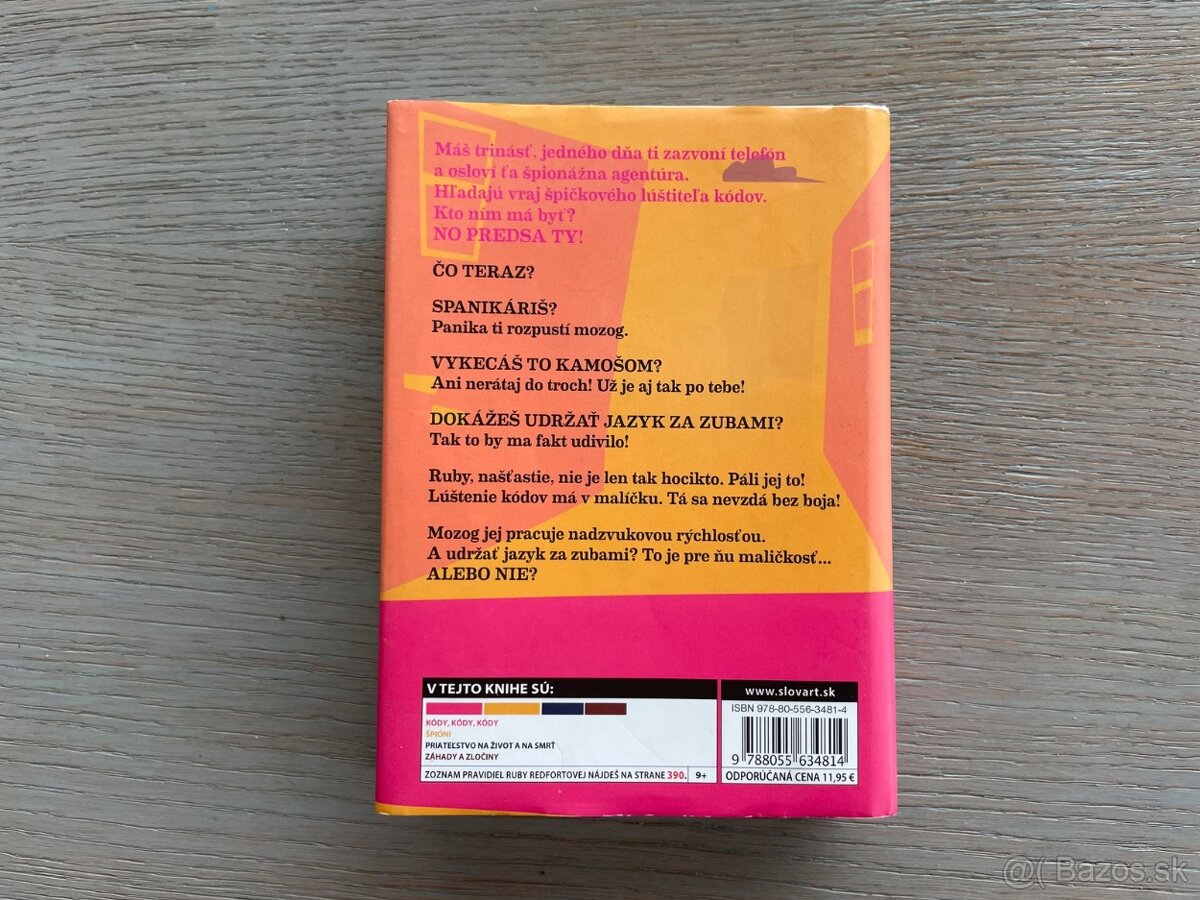 Máš trinásť, jedného dňa ti zazvoní telefón
a osloví ťa špionážna agentúra.
Hľadajú vraj špičkového lúštiteľa kódov.
Kto ním má byť?
NO PREDSA TY!
ČO TERAZ?
SPANIKÁRIŠ?
Panika ti rozpustí mozog.
VYKECÁŠ TO KAMOŠOM?
Ani nerátaj do troch! Už je aj tak po tebe!
DOKÁŽEŠ UDRŽAŤ JAZYK ZA ZUBAMI?
Tak to by ma fakt udivilo!
Ruby, našťastie, nie je len tak hocikto. Páli jej to!
Lúštenie kódov má v malíčku. Tá sa nevzdá bez boja!
Mozog jej pracuje nadzvukovou rýchlosťou.
A udržať jazyk za zubami? To je pre ňu maličkosť...
ALEBO NIE?
V TEJTO KNIHE SÚ:
KÓDY, KÓDY, KÓDY
ŠPIÓNI
PRIATEĽSTVO NA ŽIVOT A NA SMRŤ
ZÁHADY A ZLOČINY
ZOZNAM PRAVIDIEL RUBY REDFORTOVEJ NÁJDEŠ NA STRANE 390.
9+
www.slovart.sk
ISBN 978-80-556-3481-4
9 788055 634814
ODPORÚČANÁ CENA 11,95 €
@( Bazos.sk